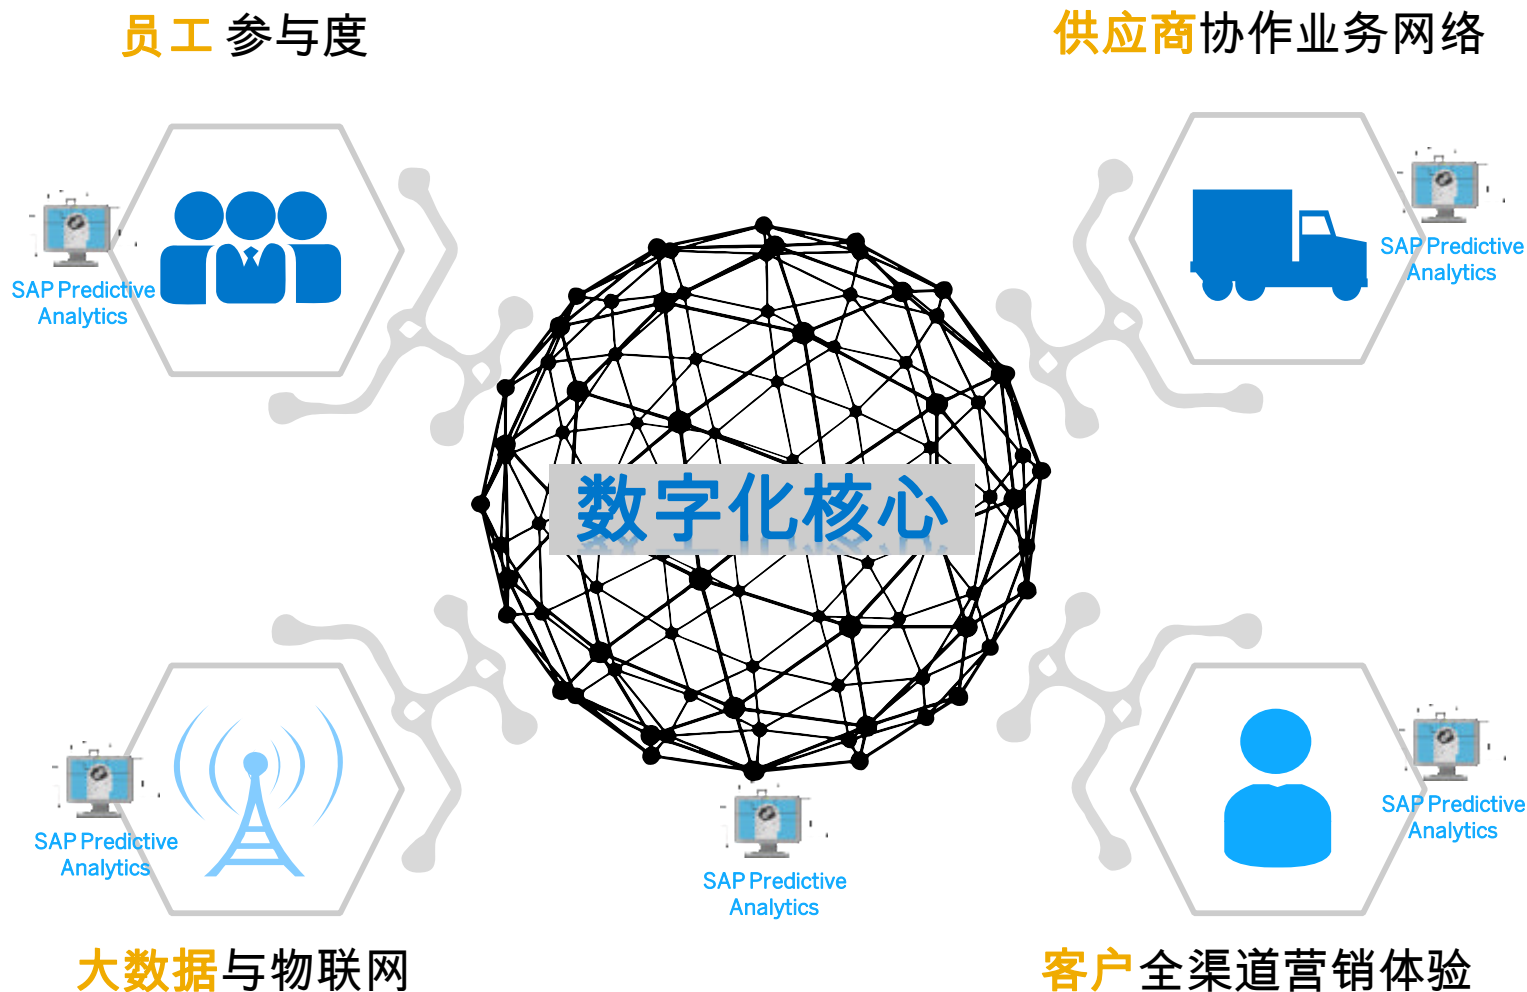 员工 参与度
供应商协作业务网络
SAP Predictive
Analytics
SAP Predictive
Analytics
数字化核心
SAP Predictive
Analytics
SAP Predictive
Analytics
SAP Predictive
Analytics
大数据与物联网
客户全渠道营销体验